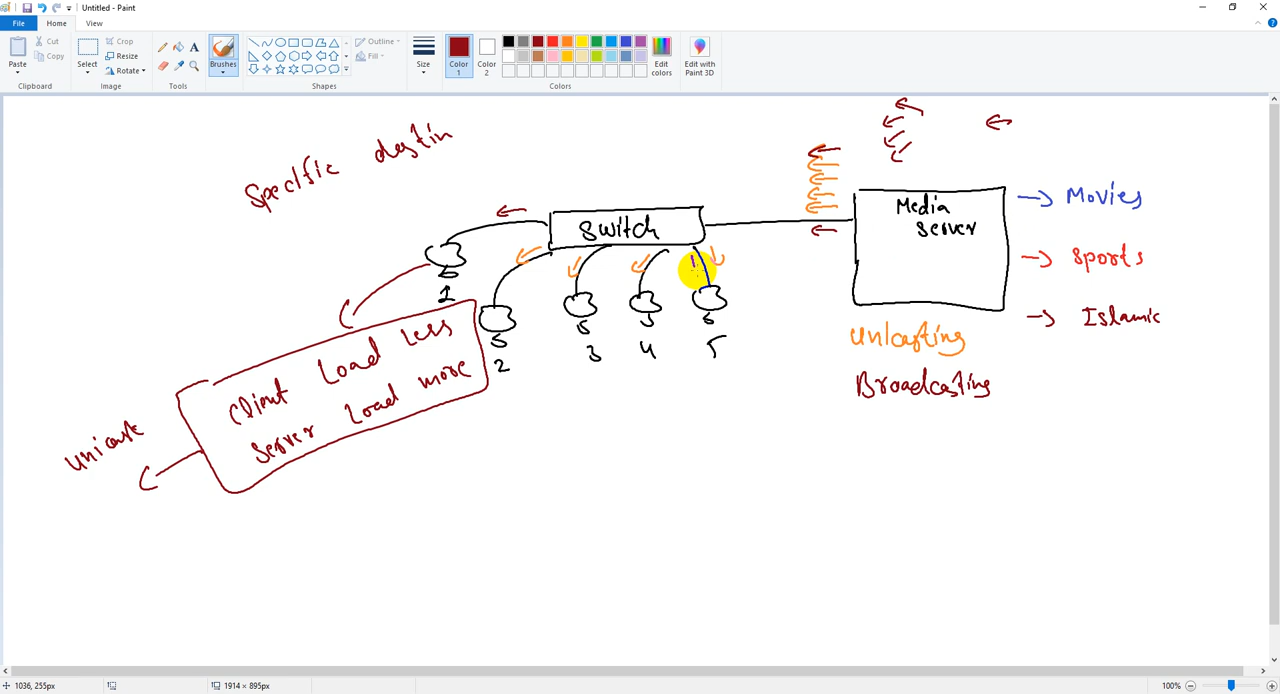 Untitled - Paint
File
Home
View
Paste
Cut
Copy
Clipboard
Select
Crop
Resize
Rotate
Image
A
Tools
Brushes
Outline
Fill
Shapes
Size
Color 1
Color 2
Edit colors
Edit with Paint 3D
Colors
Specific destin
Switch
Media Server
Movies
Sports
Islamic
1
2
3
4
5
Client Load Less
Server Load more
Unicast
Unicasting
Broadcasting
1036, 255px
1914 × 895px
100%